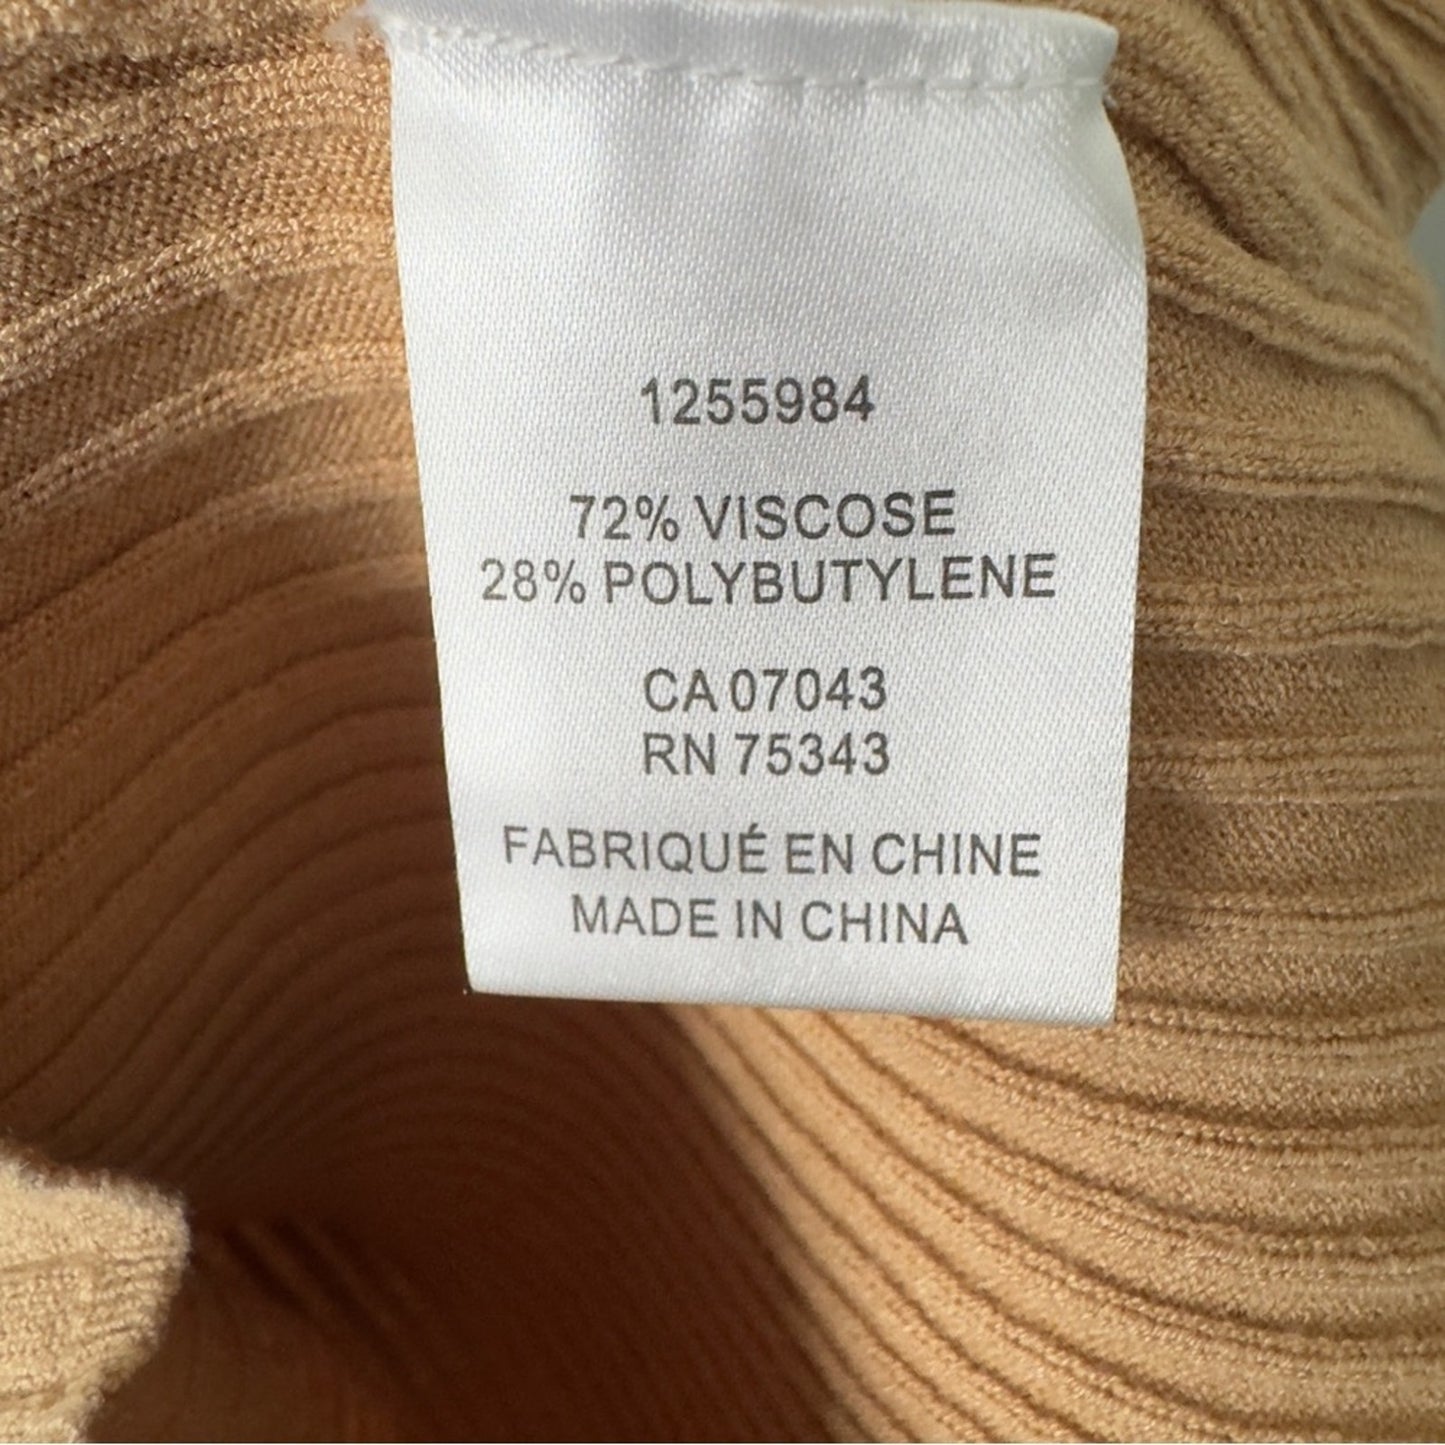 1255984
72% VISCOSE
28% POLYBUTYLENE
CA 07043
RN 75343
FABRIQUÉ EN CHINE
MADE IN CHINA